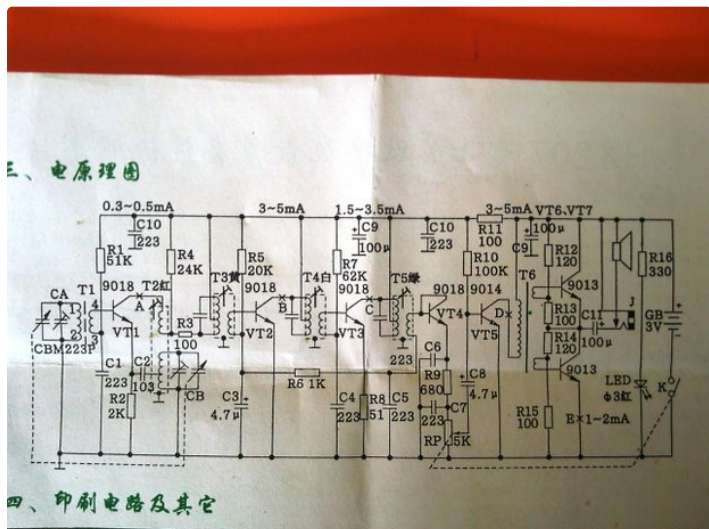 三、电原理图
0.3~0.5mA 3~5mA 1.5~3.5mA 3~5mA VT6,VT7
C10 223
R1 51K
R4 24K
R5 20K
C9 100μ
R7 62K
C10 223
R10 100K
R11 100
C9 100μ
R12 120
R16 330
CA
T1
4
1
2
3
9018
VT1
A
T2红
T3黄
9018
VT2
B
T4白
9018
VT3
C
T5绿
9018
VT4
9014
VT5
D
T6
9013
R13 100
R14 120
C11 100μ
9013
J
GB 3V
CBM223P
R3 100
C1 223
C2 103
R2 2K
CB
C3 4.7μ
R6 1K
C4 223
R8 51
C5 223
223
C6
R9 680
C7 223
C8 4.7μ
RP 5K
R15 100
E×1~2mA
LED φ3红
K
四、印刷电路及其它